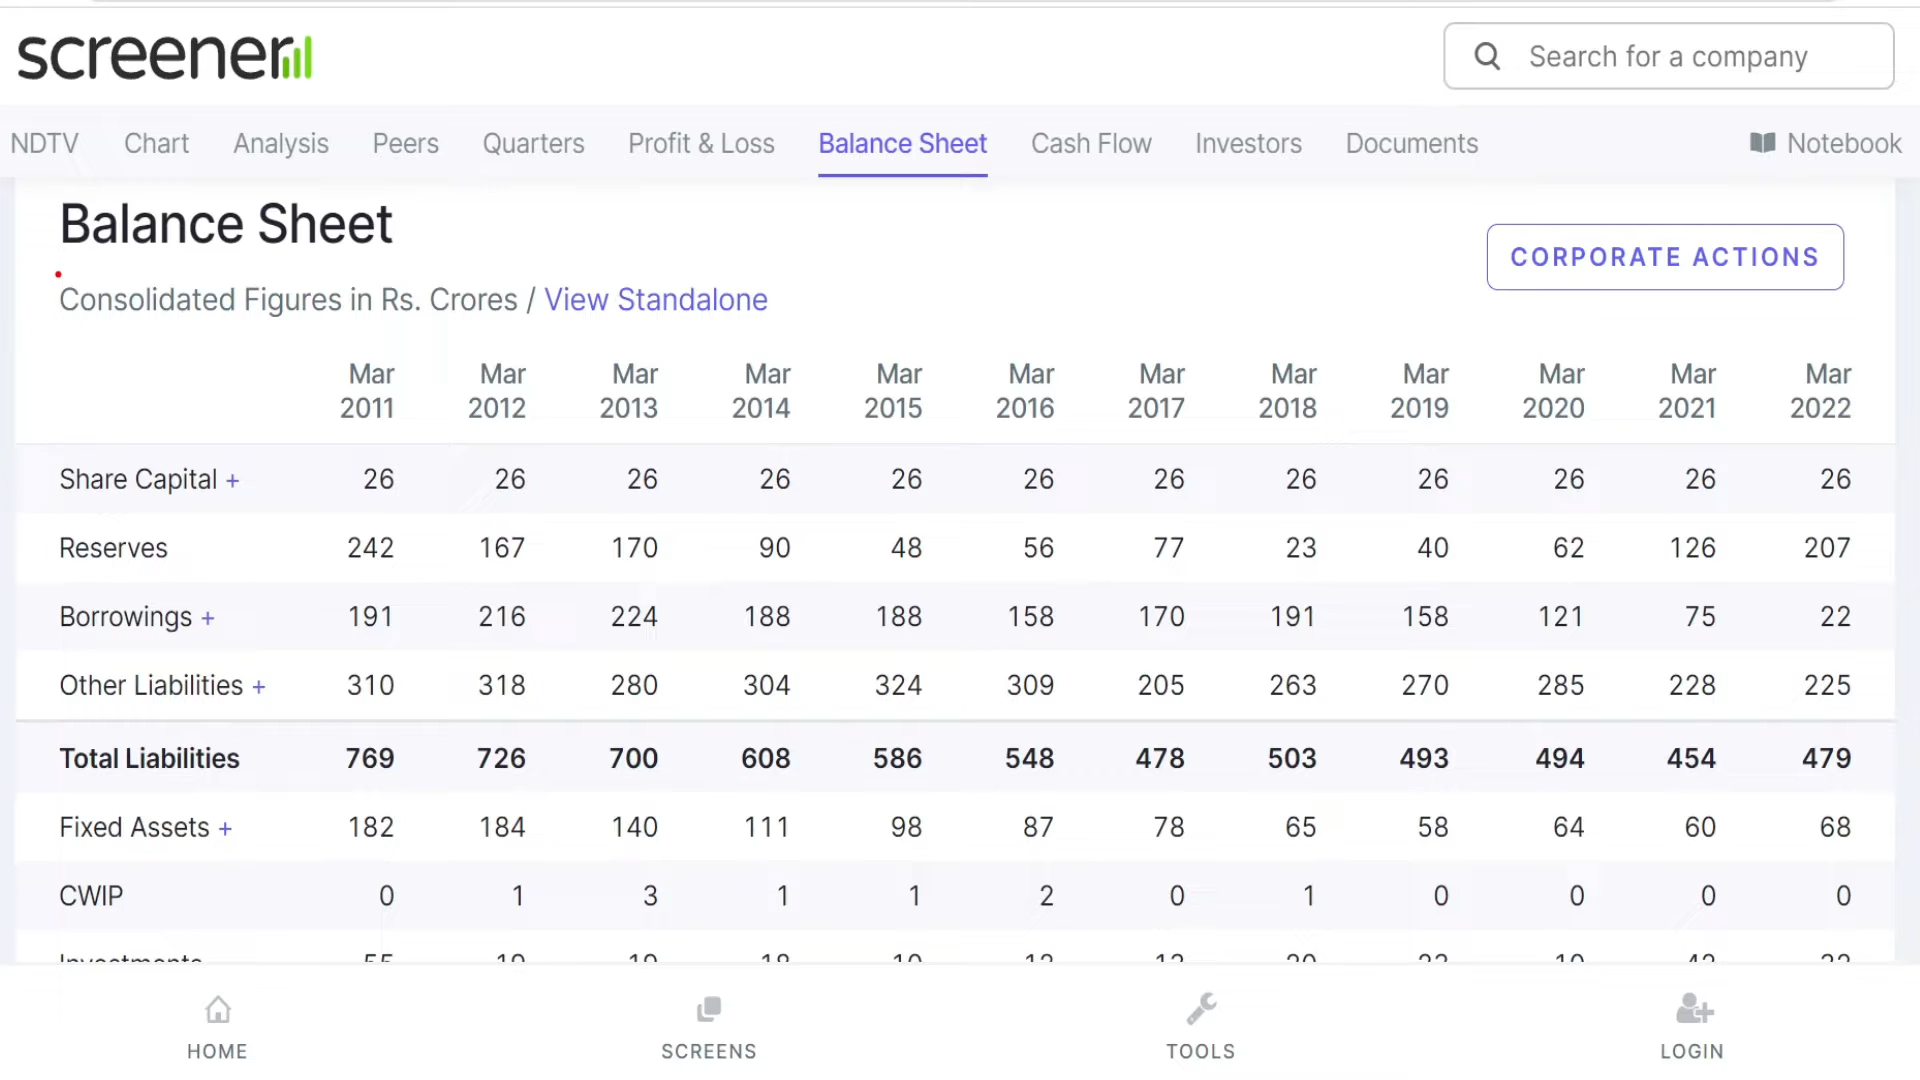 screener
Search for a company
NDTV Chart Analysis Peers Quarters Profit & Loss Balance Sheet Cash Flow Investors Documents Notebook
Balance Sheet
CORPORATE ACTIONS
Consolidated Figures in Rs. Crores / View Standalone
Mar Mar Mar Mar Mar Mar Mar Mar Mar Mar Mar Mar
2011 2012 2013 2014 2015 2016 2017 2018 2019 2020 2021 2022
Share Capital + 26 26 26 26 26 26 26 26 26 26 26 26
Reserves 242 167 170 90 48 56 77 23 40 62 126 207
Borrowings + 191 216 224 188 188 158 170 191 158 121 75 22
Other Liabilities + 310 318 280 304 324 309 205 263 270 285 228 225
Total Liabilities 769 726 700 608 586 548 478 503 493 494 454 479
Fixed Assets + 182 184 140 111 98 87 78 65 58 64 60 68
CWIP 0 1 3 1 1 2 0 1 0 0 0 0
Investments
HOME SCREENS TOOLS LOGIN